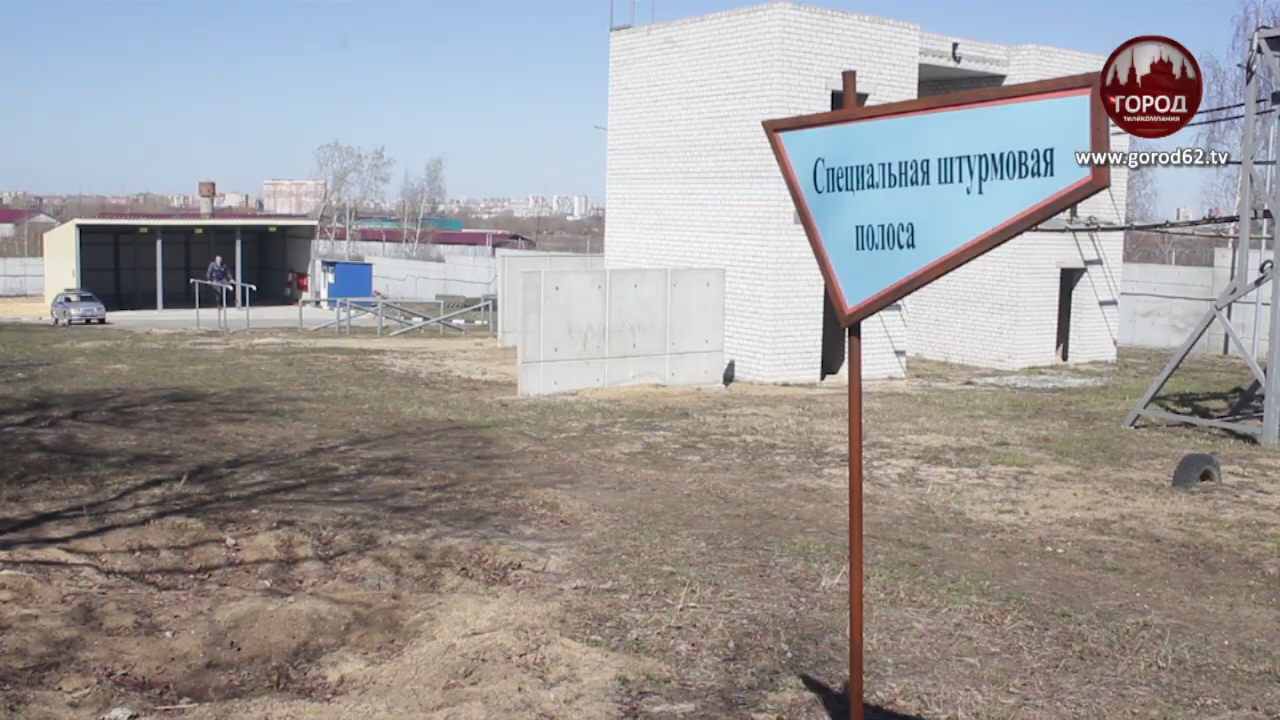 ГОРОД
телекомпания
www.gorod62.tv
Специальная штурмовая
полоса